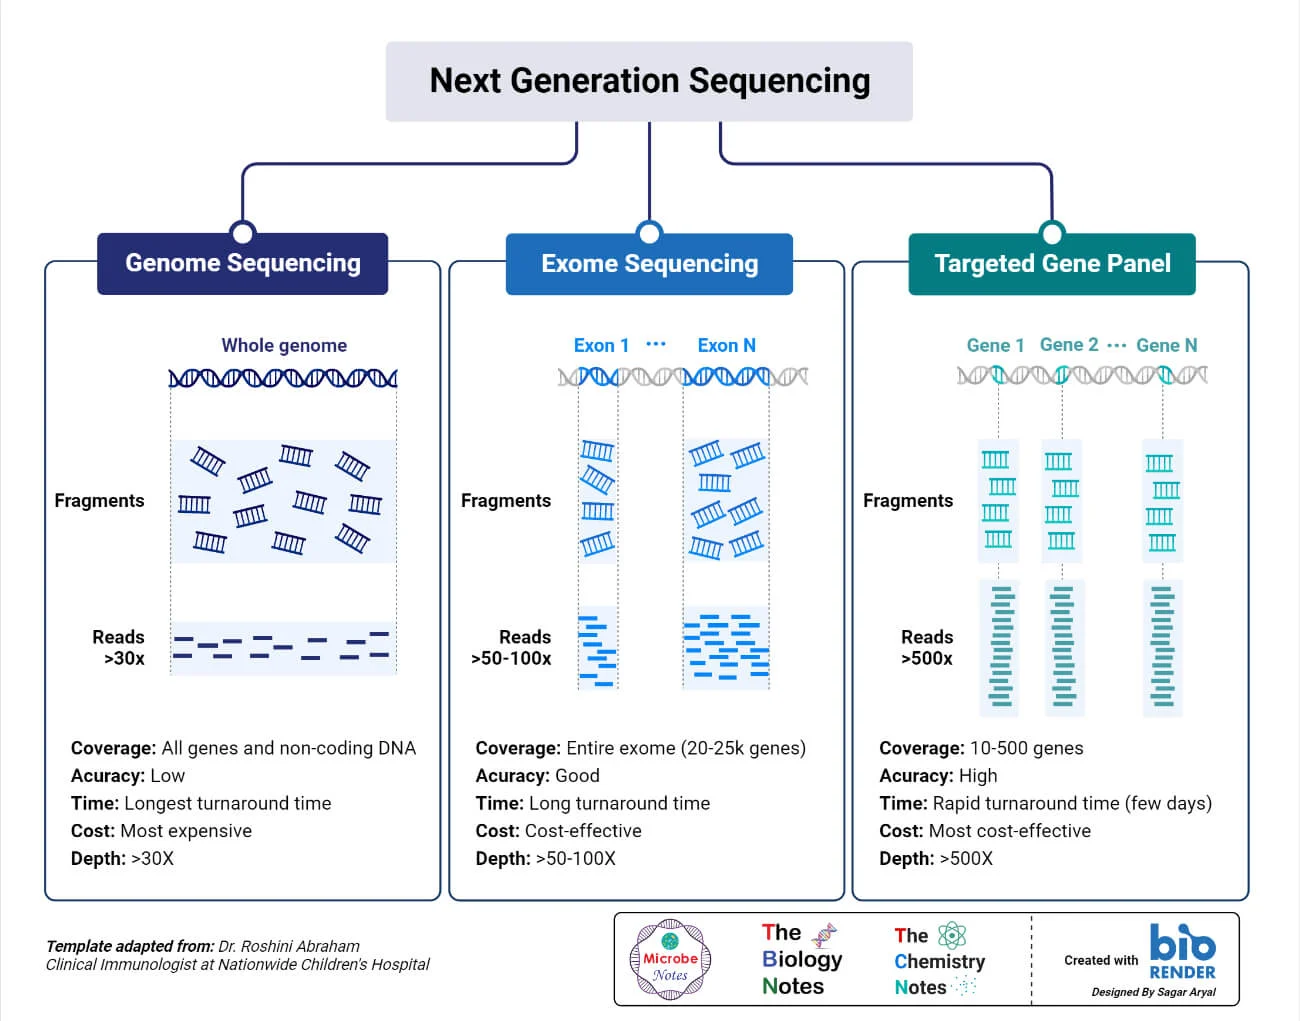 Next Generation Sequencing
Genome Sequencing
Whole genome
Fragments
Reads
>30x
Coverage: All genes and non-coding DNA
Acuracy: Low
Time: Longest turnaround time
Cost: Most expensive
Depth: >30X
Exome Sequencing
Exon 1 ··· Exon N
Fragments
Reads
>50-100x
Coverage: Entire exome (20-25k genes)
Acuracy: Good
Time: Long turnaround time
Cost: Cost-effective
Depth: >50-100X
Targeted Gene Panel
Gene 1 Gene 2 ··· Gene N
Fragments
Reads
>500x
Coverage: 10-500 genes
Acuracy: High
Time: Rapid turnaround time (few days)
Cost: Most cost-effective
Depth: >500X
Template adapted from: Dr. Roshini Abraham
Clinical Immunologist at Nationwide Children's Hospital
Microbe
Notes
The
Biology
Notes
The
Chemistry
Notes
Created with
bio
RENDER
Designed By Sagar Aryal